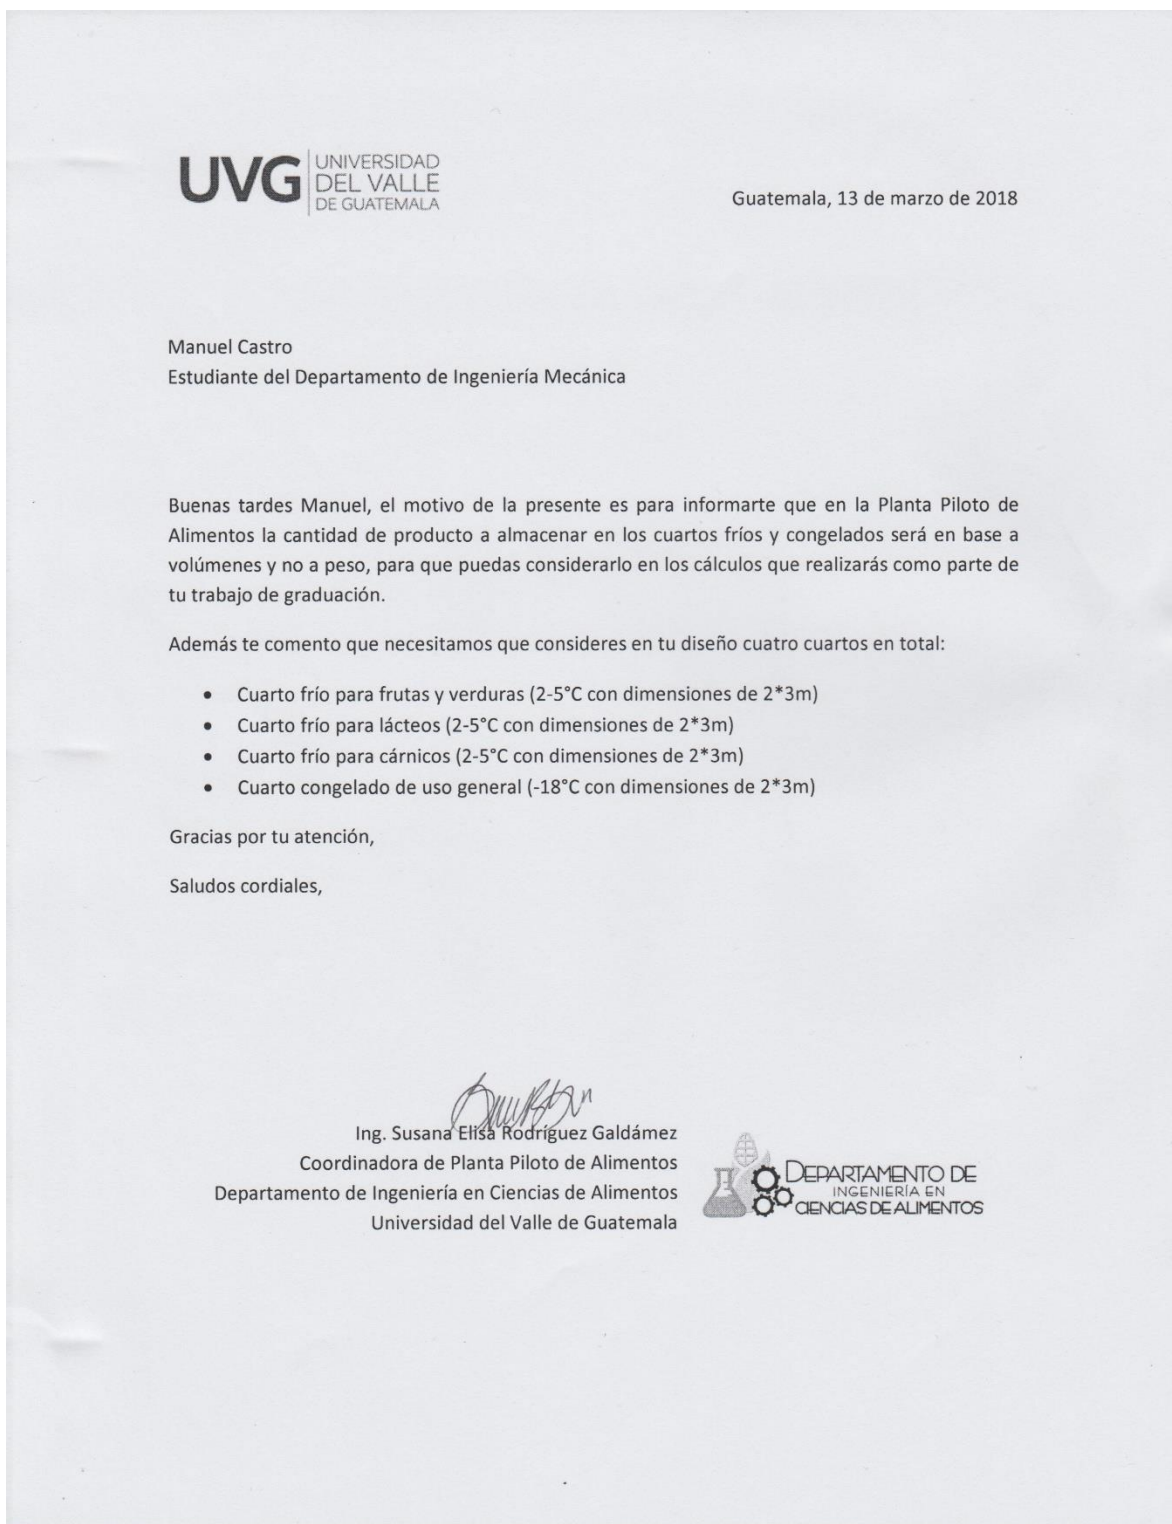 UVG UNIVERSIDAD
DEL VALLE
DE GUATEMALA
Guatemala, 13 de marzo de 2018
Manuel Castro
Estudiante del Departamento de Ingeniería Mecánica
Buenas tardes Manuel, el motivo de la presente es para informarte que en la Planta Piloto de
Alimentos la cantidad de producto a almacenar en los cuartos fríos y congelados será en base a
volúmenes y no a peso, para que puedas considerarlo en los cálculos que realizarás como parte de
tu trabajo de graduación.
Además te comento que necesitamos que consideres en tu diseño cuatro cuartos en total:
• Cuarto frío para frutas y verduras (2-5°C con dimensiones de 2*3m)
• Cuarto frío para lácteos (2-5°C con dimensiones de 2*3m)
• Cuarto frío para cárnicos (2-5°C con dimensiones de 2*3m)
• Cuarto congelado de uso general (-18°C con dimensiones de 2*3m)
Gracias por tu atención,
Saludos cordiales,
Ing. Susana Elisa Rodríguez Galdámez
Coordinadora de Planta Piloto de Alimentos
Departamento de Ingeniería en Ciencias de Alimentos
Universidad del Valle de Guatemala
DEPARTAMENTO DE
INGENIERÍA EN
CIENCIAS DE ALIMENTOS